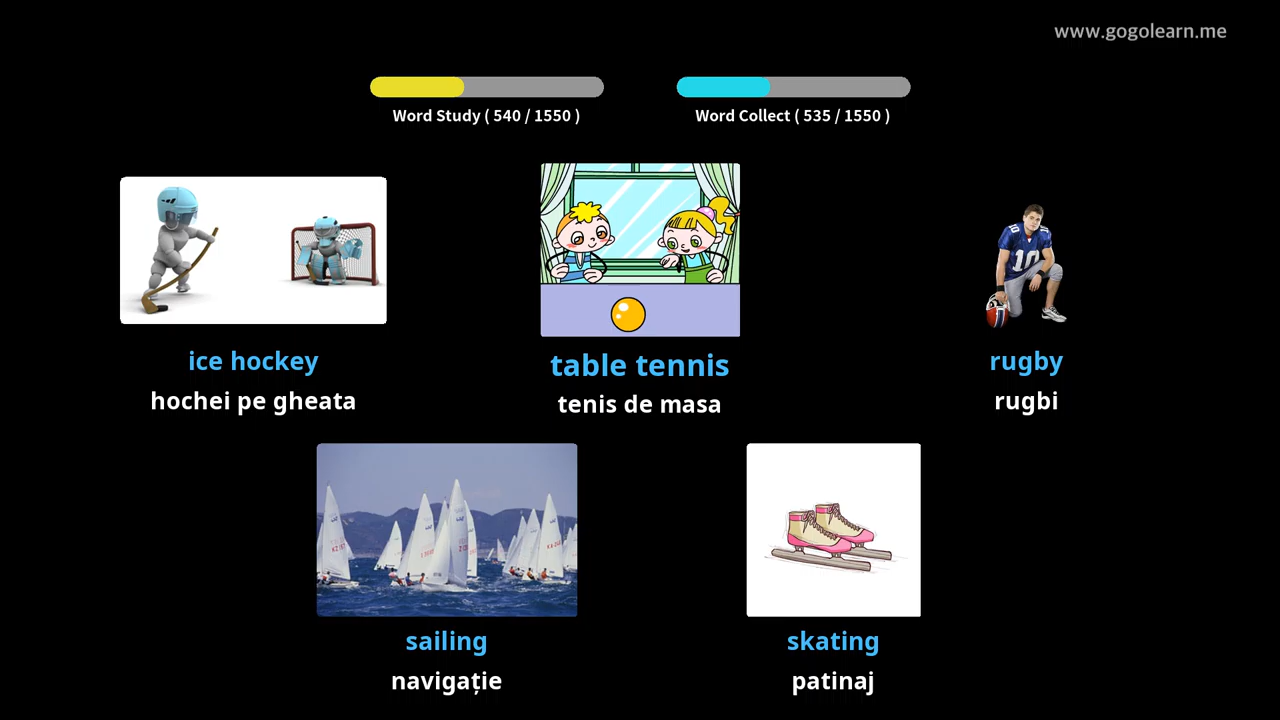 www.gogolearn.me
Word Study ( 540 / 1550 )
Word Collect ( 535 / 1550 )
ice hockey
hochei pe gheata
table tennis
tenis de masa
10
rugby
rugbi
sailing
navigație
skating
patinaj